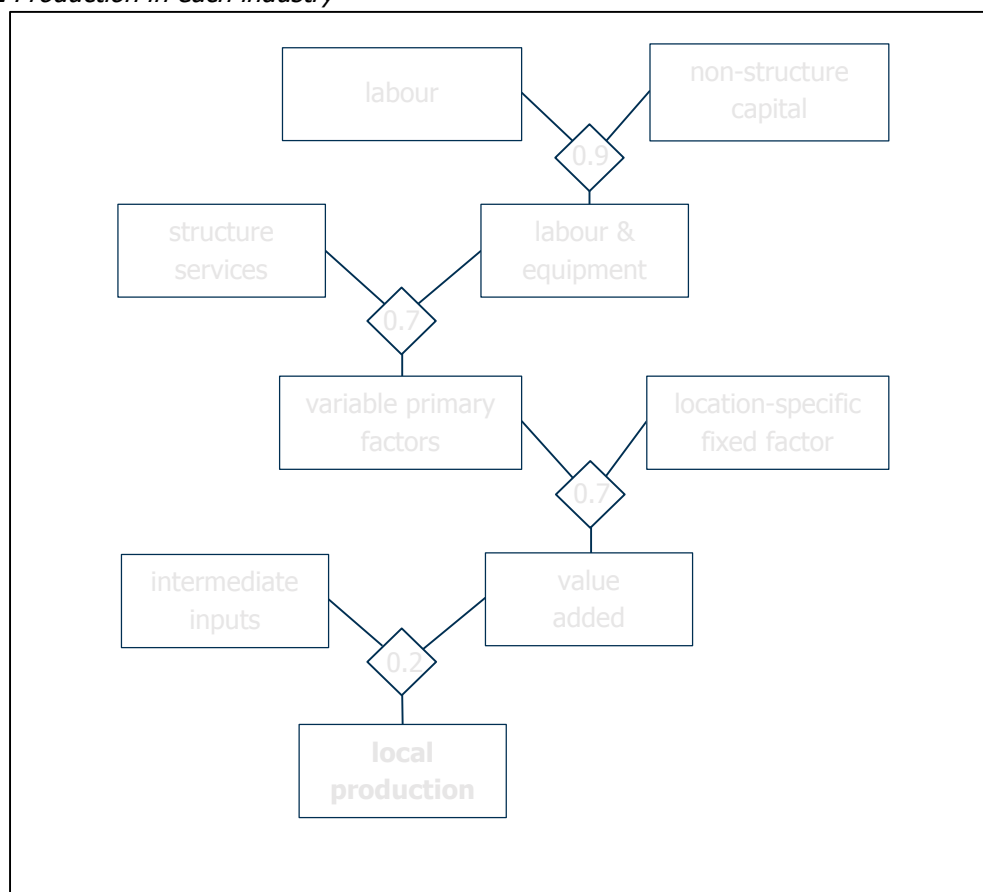 Production in each industry
labour
non-structure
capital
0.9
structure
services
labour &
equipment
0.7
variable primary
factors
location-specific
fixed factor
0.7
intermediate
inputs
value
added
0.2
local
production